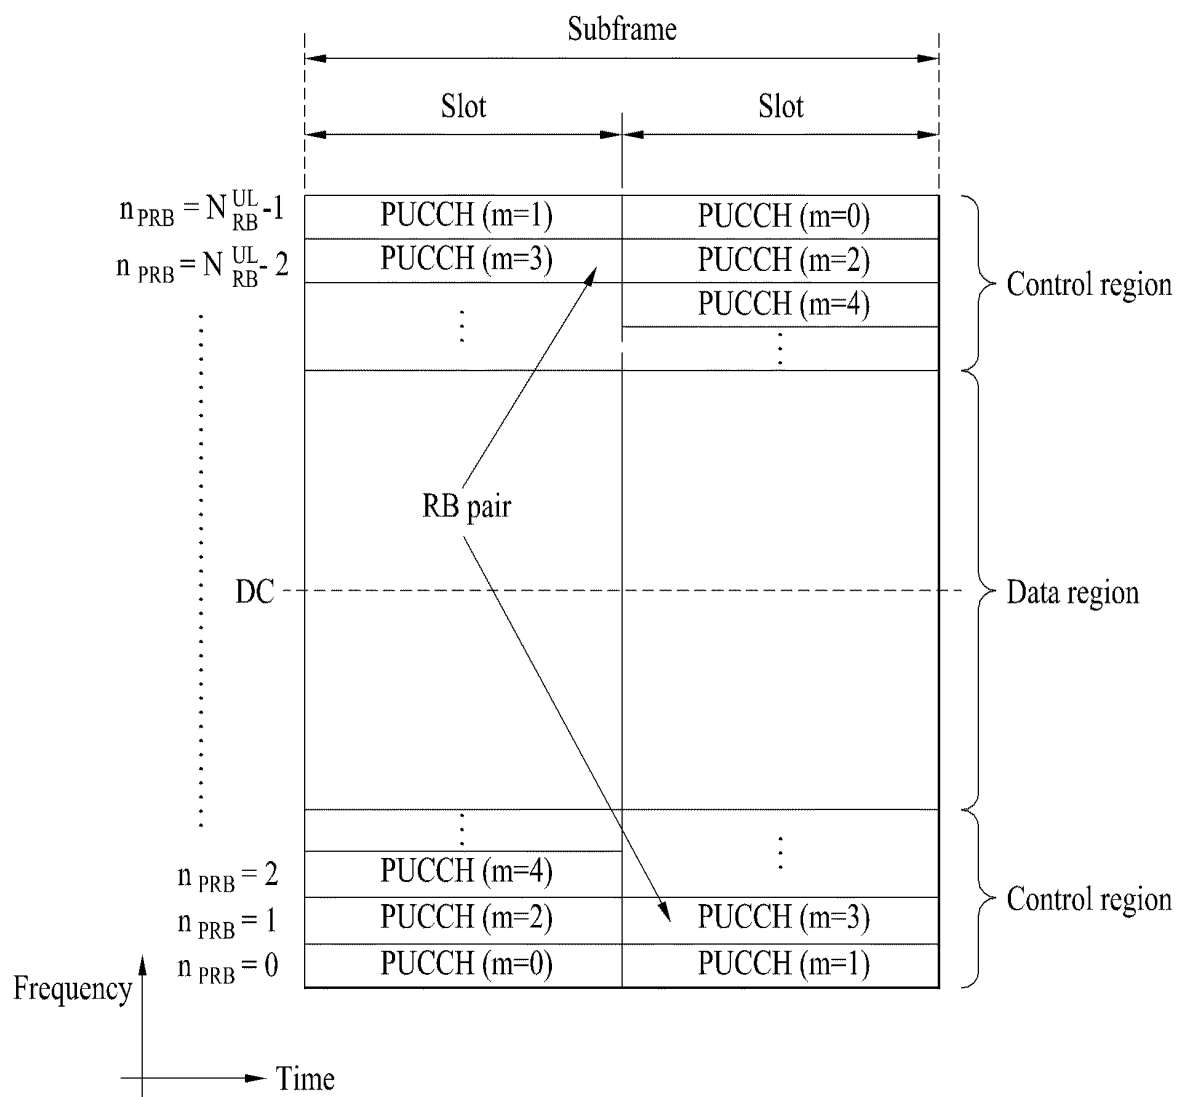 Subframe
Slot Slot
n PRB = N UL RB -1 PUCCH (m=1) PUCCH (m=0)
n PRB = N UL RB - 2 PUCCH (m=3) PUCCH (m=2)
PUCCH (m=4)
Control region
RB pair
DC
Data region
n PRB = 2 PUCCH (m=4)
n PRB = 1 PUCCH (m=2) PUCCH (m=3)
Control region
n PRB = 0 PUCCH (m=0) PUCCH (m=1)
Frequency
Time